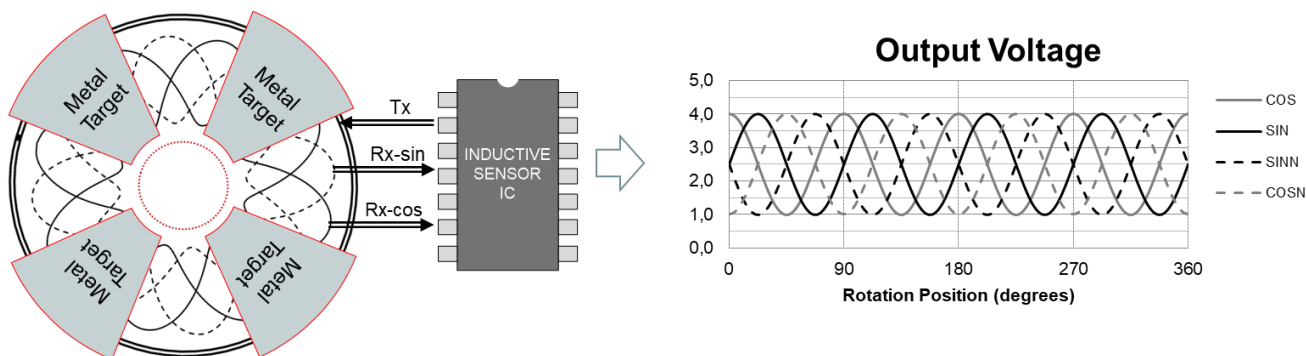 Metal
Target
Metal
Target
Metal
Target
Metal
Target
Tx
Rx-sin
Rx-cos
INDUCTIVE
SENSOR
IC
Output Voltage
5,0
4,0
3,0
2,0
1,0
0,0
0
90
180
270
360
Rotation Position (degrees)
COS
SIN
SINN
COSN